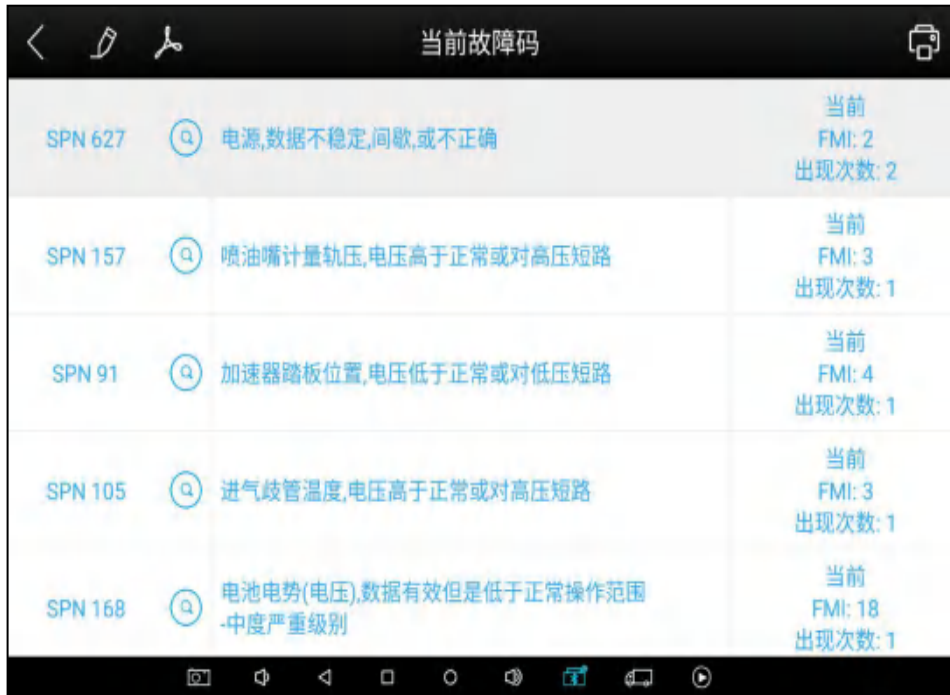 当前故障码
SPN 627
电源,数据不稳定,间歇,或不正确
当前
FMI: 2
出现次数: 2
SPN 157
喷油嘴计量轨压,电压高于正常或对高压短路
当前
FMI: 3
出现次数: 1
SPN 91
加速器踏板位置,电压低于正常或对低压短路
当前
FMI: 4
出现次数: 1
SPN 105
进气歧管温度,电压高于正常或对高压短路
当前
FMI: 3
出现次数: 1
SPN 168
电池电势(电压),数据有效但是低于正常操作范围
-中度严重级别
当前
FMI: 18
出现次数: 1